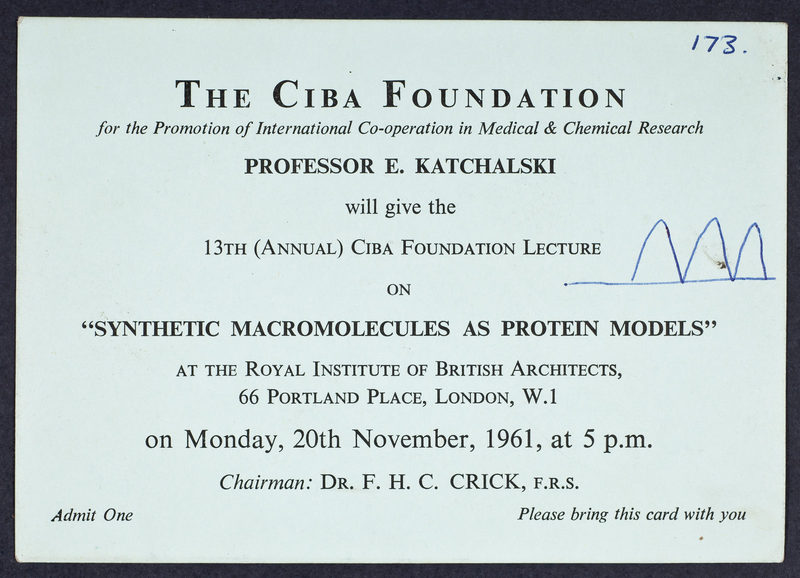 173.
THE CIBA FOUNDATION
for the Promotion of International Co-operation in Medical & Chemical Research
PROFESSOR E. KATCHALSKI
will give the
13TH (ANNUAL) CIBA FOUNDATION LECTURE
ON
“SYNTHETIC MACROMOLECULES AS PROTEIN MODELS”
AT THE ROYAL INSTITUTE OF BRITISH ARCHITECTS,
66 PORTLAND PLACE, LONDON, W.1
on Monday, 20th November, 1961, at 5 p.m.
Chairman: DR. F. H. C. CRICK, F.R.S.
Admit One
Please bring this card with you